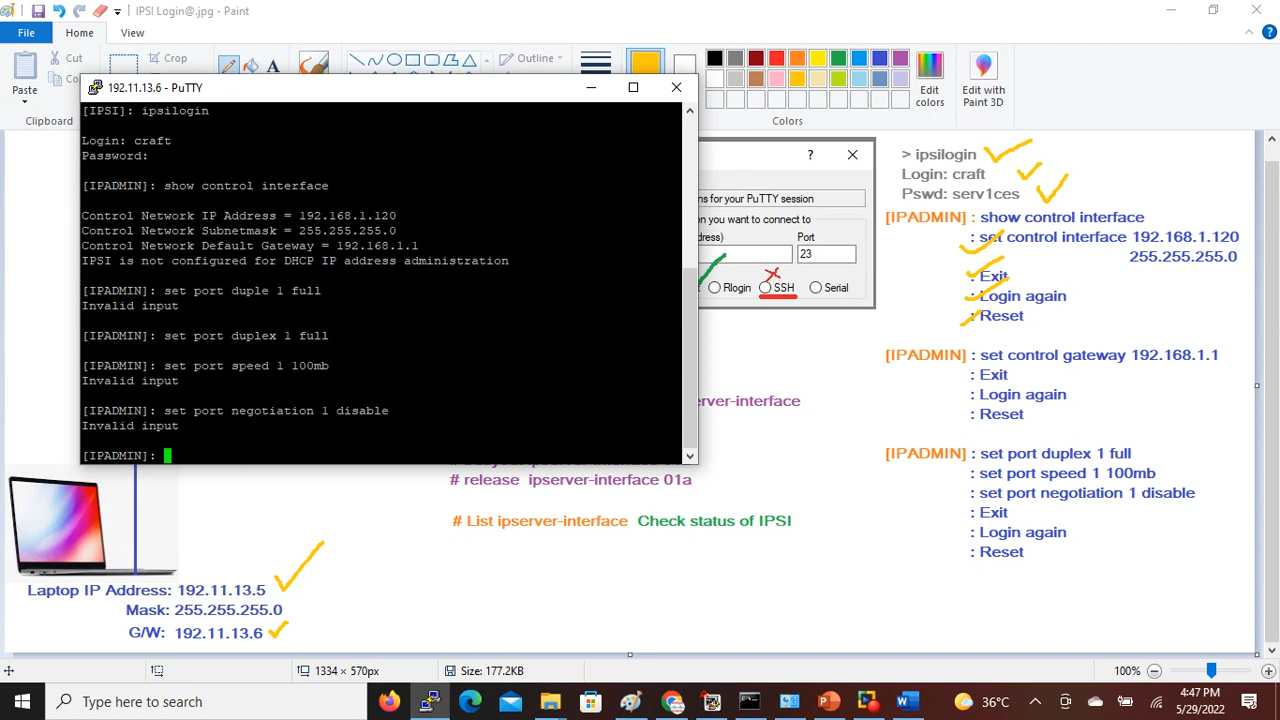 IPSI Login@.jpg - Paint
File
Home
View
Cut
Crop
Outline
Paste
Co
Clipboard
Colors
Edit colors
Edit with Paint 3D
192.11.13.6 - PuTTY
[IPSI]: ipsilogin
Login: craft
Password:
[IPADMIN]: show control interface
Control Network IP Address = 192.168.1.120
Control Network Subnetmask = 255.255.255.0
Control Network Default Gateway = 192.168.1.1
IPSI is not configured for DHCP IP address administration
[IPADMIN]: set port duple 1 full
Invalid input
[IPADMIN]: set port duplex 1 full
[IPADMIN]: set port speed 1 100mb
Invalid input
[IPADMIN]: set port negotiation 1 disable
Invalid input
[IPADMIN]:
ns for your PuTTY session
on you want to connect to
ress)
Port
23
Rlogin
SSH
Serial
?
> ipsilogin
Login: craft
Pswd: serv1ces
[IPADMIN] : show control interface
: set control interface 192.168.1.120
255.255.255.0
: Exit
: Login again
: Reset
[IPADMIN] : set control gateway 192.168.1.1
: Exit
: Login again
: Reset
[IPADMIN] : set port duplex 1 full
: set port speed 1 100mb
: set port negotiation 1 disable
: Exit
: Login again
: Reset
erver-interface
# release ipserver-interface 01a
# List ipserver-interface Check status of IPSI
Laptop IP Address: 192.11.13.5
Mask: 255.255.255.0
G/W: 192.11.13.6
1334 × 570px
Size: 177.2KB
100%
Type here to search
36°C
4:47 PM
5/29/2022